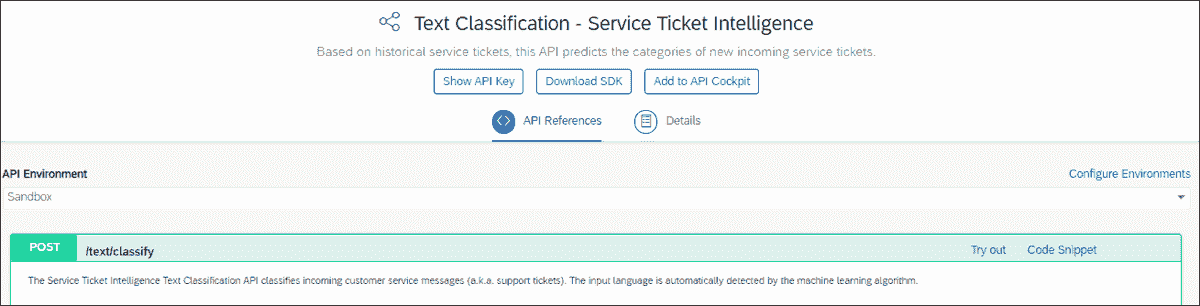 Text Classification - Service Ticket Intelligence
Based on historical service tickets, this API predicts the categories of new incoming service tickets.
Show API Key Download SDK Add to API Cockpit
API References Details
API Environment Configure Environments
Sandbox
POST /text/classify Try out Code Snippet
The Service Ticket Intelligence Text Classification API classifies incoming customer service messages (a.k.a. support tickets). The input language is automatically detected by the machine learning algorithm.